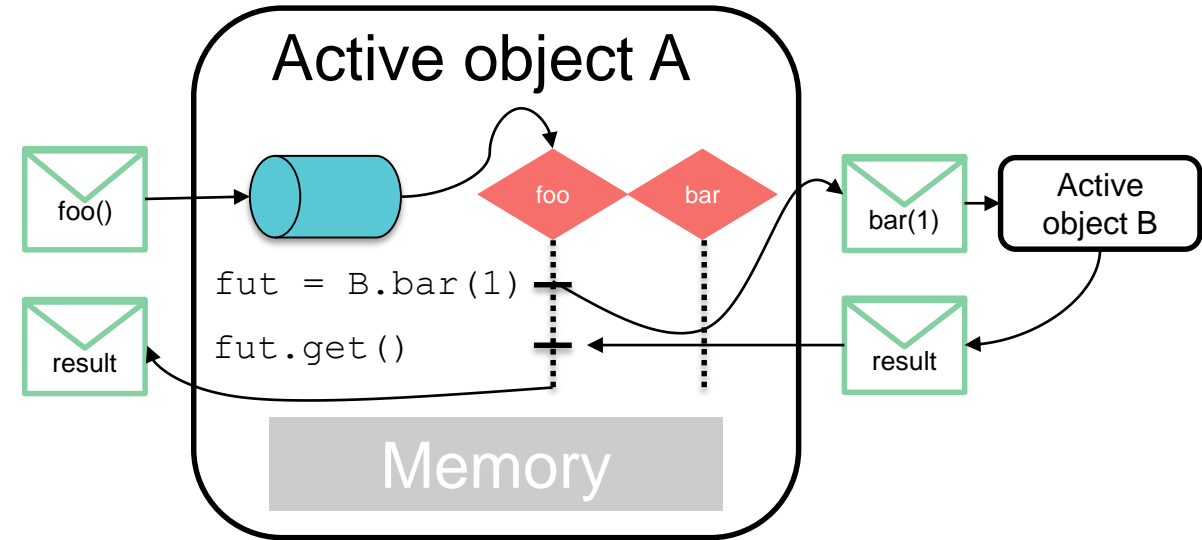 Active object A
foo()
foo
bar
bar(1)
Active
object B
fut = B.bar(1)
fut.get()
result
result
Memory